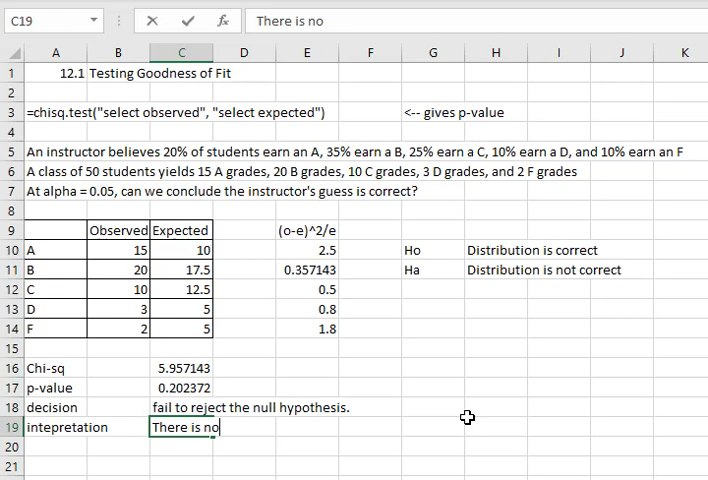 C19 fx There is no
A B C D E F G H I J K
1 12.1 Testing Goodness of Fit
2
3 =chisq.test("select observed", "select expected") <-- gives p-value
4
5 An instructor believes 20% of students earn an A, 35% earn a B, 25% earn a C, 10% earn a D, and 10% earn an F
6 A class of 50 students yields 15 A grades, 20 B grades, 10 C grades, 3 D grades, and 2 F grades
7 At alpha = 0.05, can we conclude the instructor's guess is correct?
8
9 Observed Expected (o-e)^2/e
10 A 15 10 2.5 Ho Distribution is correct
11 B 20 17.5 0.357143 Ha Distribution is not correct
12 C 10 12.5 0.5
13 D 3 5 0.8
14 F 2 5 1.8
15
16 Chi-sq 5.957143
17 p-value 0.202372
18 decision fail to reject the null hypothesis.
19 intepretation There is no
20
21